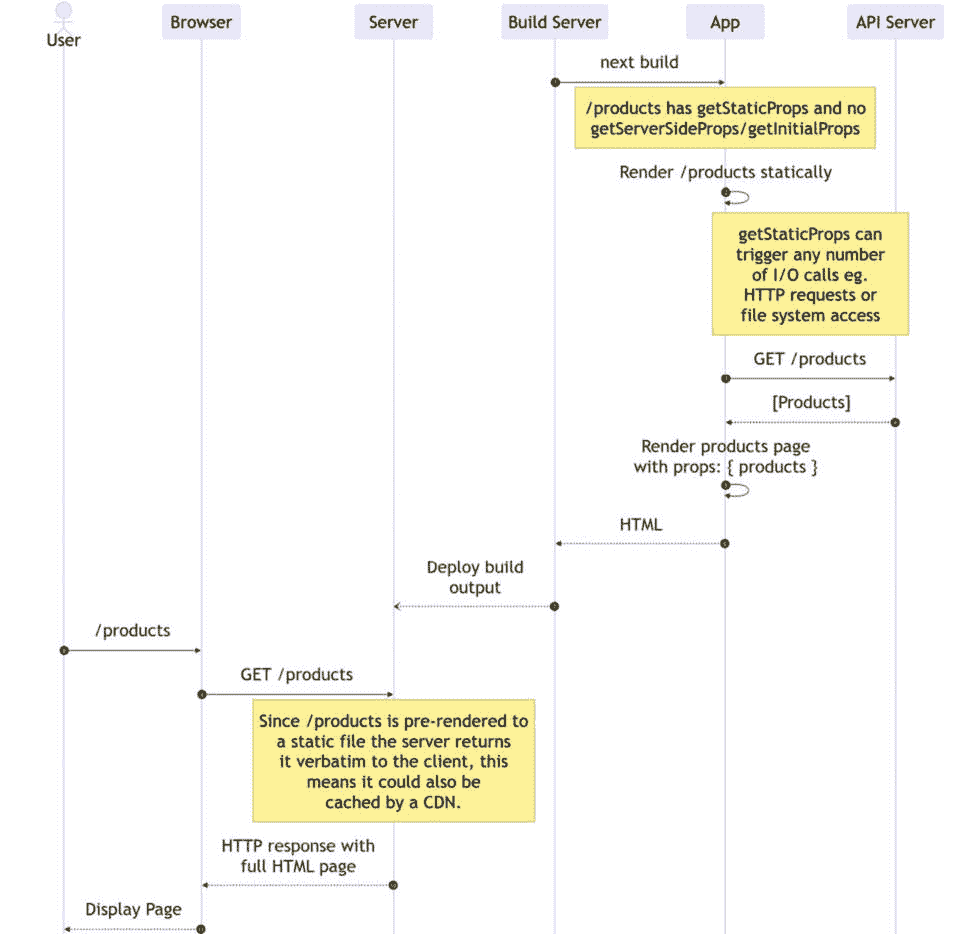 User
Browser
Server
Build Server
App
API Server
next build
/products has getStaticProps and no
getServerSideProps/getInitialProps
Render /products statically
getStaticProps can
trigger any number
of I/O calls eg.
HTTP requests or
file system access
GET /products
[Products]
Render products page
with props: { products }
HTML
Deploy build
output
/products
GET /products
Since /products is pre-rendered to
a static file the server returns
it verbatim to the client, this
means it could also be
cached by a CDN.
HTTP response with
full HTML page
Display Page